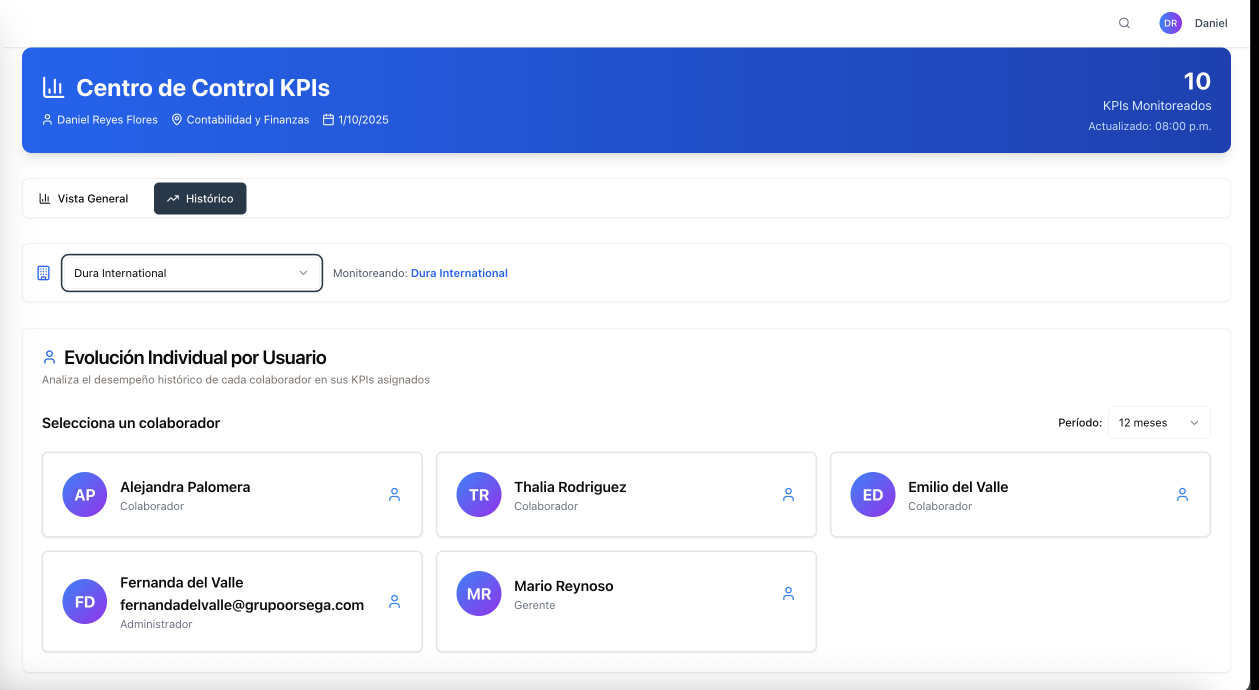 DR Daniel
Centro de Control KPIs
Daniel Reyes Flores Contabilidad y Finanzas 1/10/2025
10
KPIs Monitoreados
Actualizado: 08:00 p.m.
Vista General Histórico
Dura International Monitoreando: Dura International
Evolución Individual por Usuario
Analiza el desempeño histórico de cada colaborador en sus KPIs asignados
Selecciona un colaborador Período: 12 meses
AP Alejandra Palomera
Colaborador
TR Thalia Rodriguez
Colaborador
ED Emilio del Valle
Colaborador
FD Fernanda del Valle
fernandadelvalle@grupoorsega.com
Administrador
MR Mario Reynoso
Gerente